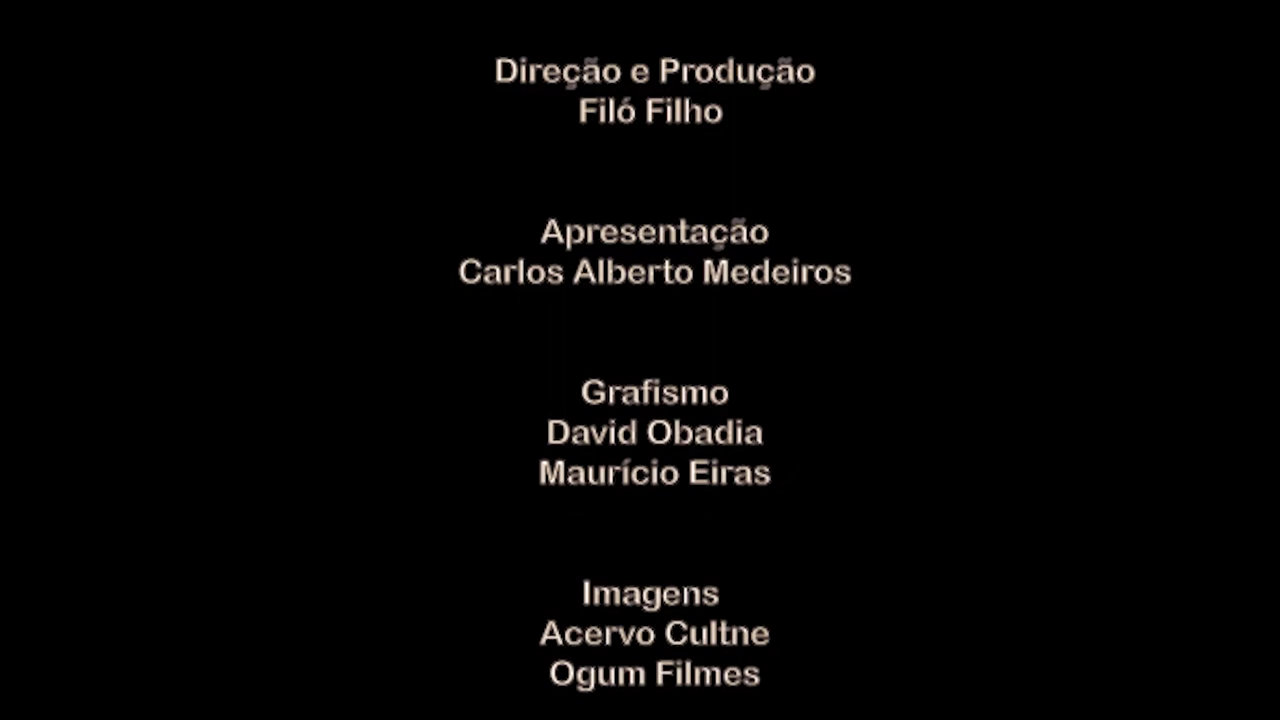 Direção e Produção
Filó Filho
Apresentação
Carlos Alberto Medeiros
Grafismo
David Obadia
Maurício Eiras
Imagens
Acervo Cultne
Ogum Filmes